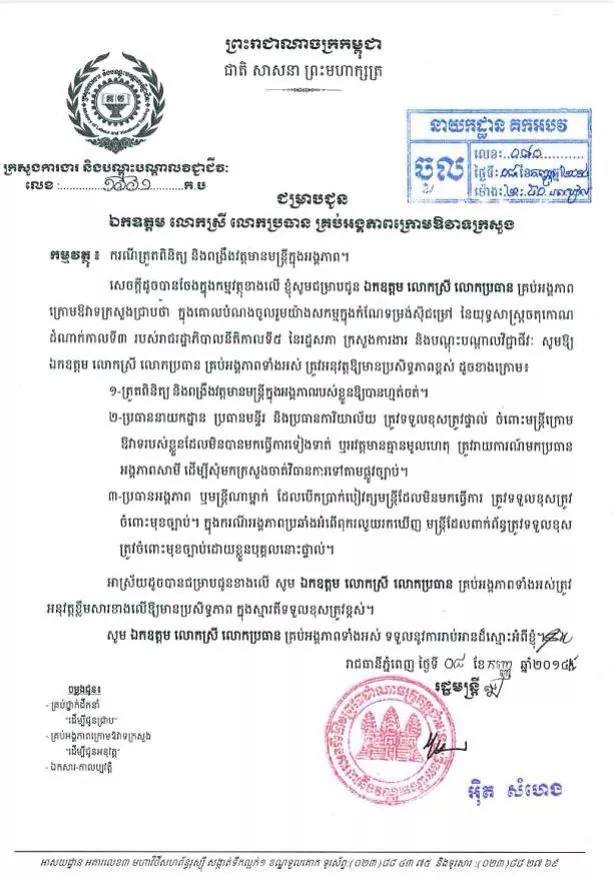 ព្រះរាជាណាចក្រកម្ពុជា
ជាតិ សាសនា ព្រះមហាក្សត្រ
ក្រសួងការងារ និងបណ្តុះបណ្តាលវិជ្ជាជីវៈ
លេខ :
ក.ប
នាយកដ្ឋាន គកអបវ
ចូល
លេខៈ ០៨០
ថ្ងៃទីៈ ០៨ ខែកញ្ញា
ម៉ោងៈ
ជម្រាបជូន
ឯកឧត្តម លោកស្រី លោកប្រធាន គ្រប់អង្គភាពក្រោមឱវាទក្រសួង
កម្មវត្ថុ ៖ ករណីត្រួតពិនិត្យ និងពង្រឹងវត្តមានមន្ត្រីក្នុងអង្គភាព។
សេចក្តីដូចបានចែងក្នុងកម្មវត្ថុខាងលើ ខ្ញុំសូមជម្រាបជូន ឯកឧត្តម លោកស្រី លោកប្រធាន គ្រប់អង្គភាព
ក្រោមឱវាទក្រសួងជ្រាបថា ក្នុងគោលបំណងចូលរួមយ៉ាងសកម្មក្នុងកំណែទម្រង់ស៊ីជម្រៅ នៃយុទ្ធសាស្ត្រចតុកោណ
ដំណាក់កាលទី៣ របស់រាជរដ្ឋាភិបាលនីតិកាលទី៥ នៃរដ្ឋសភា ក្រសួងការងារ និងបណ្តុះបណ្តាលវិជ្ជាជីវៈ សូមឱ្យ
ឯកឧត្តម លោកស្រី លោកប្រធាន គ្រប់អង្គភាពទាំងអស់ ត្រូវអនុវត្តឱ្យមានប្រសិទ្ធភាពខ្ពស់ ដូចខាងក្រោម៖
១-ត្រួតពិនិត្យ និងពង្រឹងវត្តមានមន្ត្រីក្នុងអង្គភាពរបស់ខ្លួនឱ្យបានហ្មត់ចត់។
២-ប្រធាននាយកដ្ឋាន ប្រធានមន្ទីរ និងប្រធានការិយាល័យ ត្រូវទទួលខុសត្រូវផ្ទាល់ ចំពោះមន្ត្រីក្រោម
ឱវាទរបស់ខ្លួនដែលមិនបានមកធ្វើការទៀងទាត់ ឬអវត្តមានគ្មានមូលហេតុ ត្រូវរាយការណ៍មកប្រធាន
អង្គភាពសាមី ដើម្បីសុំមកក្រសួងចាត់វិធានការទៅតាមផ្លូវច្បាប់។
៣-ប្រធានអង្គភាព ឬមន្ត្រីណាម្នាក់ ដែលបើកប្រាក់បៀវត្សមន្ត្រីដែលមិនមកធ្វើការ ត្រូវទទួលខុសត្រូវ
ចំពោះមុខច្បាប់។ ក្នុងករណីអង្គភាពប្រឆាំងអំពើពុករលួយរកឃើញ មន្ត្រីដែលពាក់ព័ន្ធត្រូវទទួលខុស
ត្រូវចំពោះមុខច្បាប់ដោយខ្លួនបុគ្គលនោះផ្ទាល់។
អាស្រ័យដូចបានជម្រាបជូនខាងលើ សូម ឯកឧត្តម លោកស្រី លោកប្រធាន គ្រប់អង្គភាពទាំងអស់ត្រូវ
អនុវត្តខ្លឹមសារខាងលើឱ្យមានប្រសិទ្ធភាព ក្នុងស្មារតីទទួលខុសត្រូវខ្ពស់។
សូម ឯកឧត្តម លោកស្រី លោកប្រធាន គ្រប់អង្គភាពទាំងអស់ ទទួលនូវការរាប់អានដ៏ស្មោះអំពីខ្ញុំ។
រាជធានីភ្នំពេញ ថ្ងៃទី ០៨ ខែ កញ្ញា ឆ្នាំ២០១៤
រដ្ឋមន្ត្រី
អ៊ិត សំហេង
ចម្លងជូន៖
- គ្រប់ថ្នាក់ដឹកនាំ
"ដើម្បីជូនជ្រាប"
- គ្រប់អង្គភាពក្រោមឱវាទក្រសួង
"ដើម្បីជូនអនុវត្ត"
- ឯកសារ-កាលប្បវត្តិ
អាសយដ្ឋាន អគារលេខ៣ មហាវិថីសហព័ន្ធរុស្ស៊ី សង្កាត់ទឹកល្អក់១ ខណ្ឌទួលគោក ទូរស័ព្ទ:(០២៣)៨៨ ៤៣ ៧៥ និងទូរសារ :(០២៣)៨៨ ២៧ ៦៩